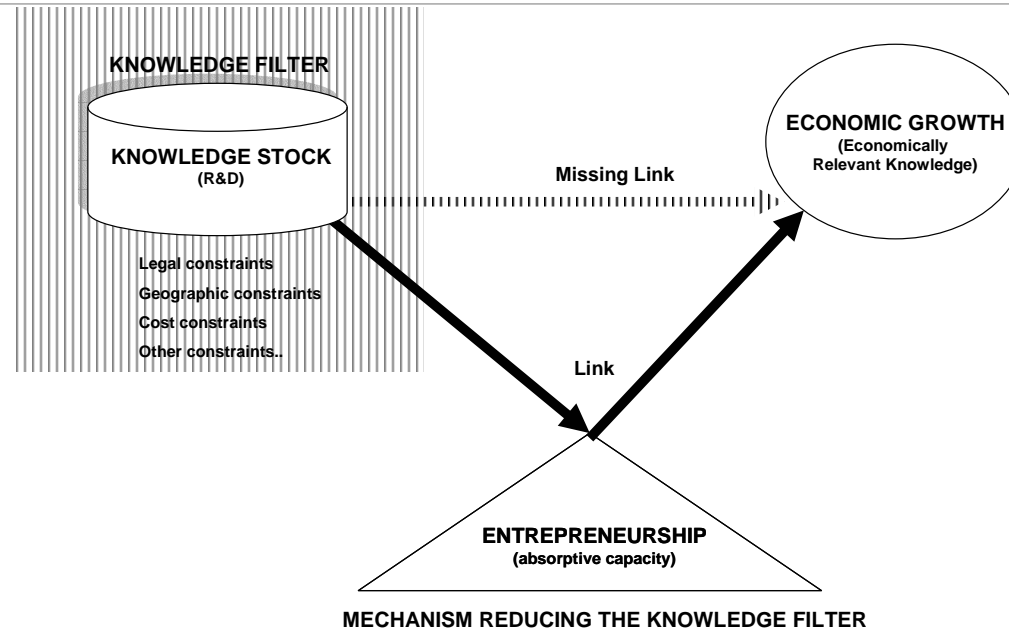 KNOWLEDGE FILTER
KNOWLEDGE STOCK
(R&D)
Legal constraints
Geographic constraints
Cost constraints
Other constraints..
Missing Link
ECONOMIC GROWTH
(Economically
Relevant Knowledge)
Link
ENTREPRENEURSHIP
(absorptive capacity)
MECHANISM REDUCING THE KNOWLEDGE FILTER